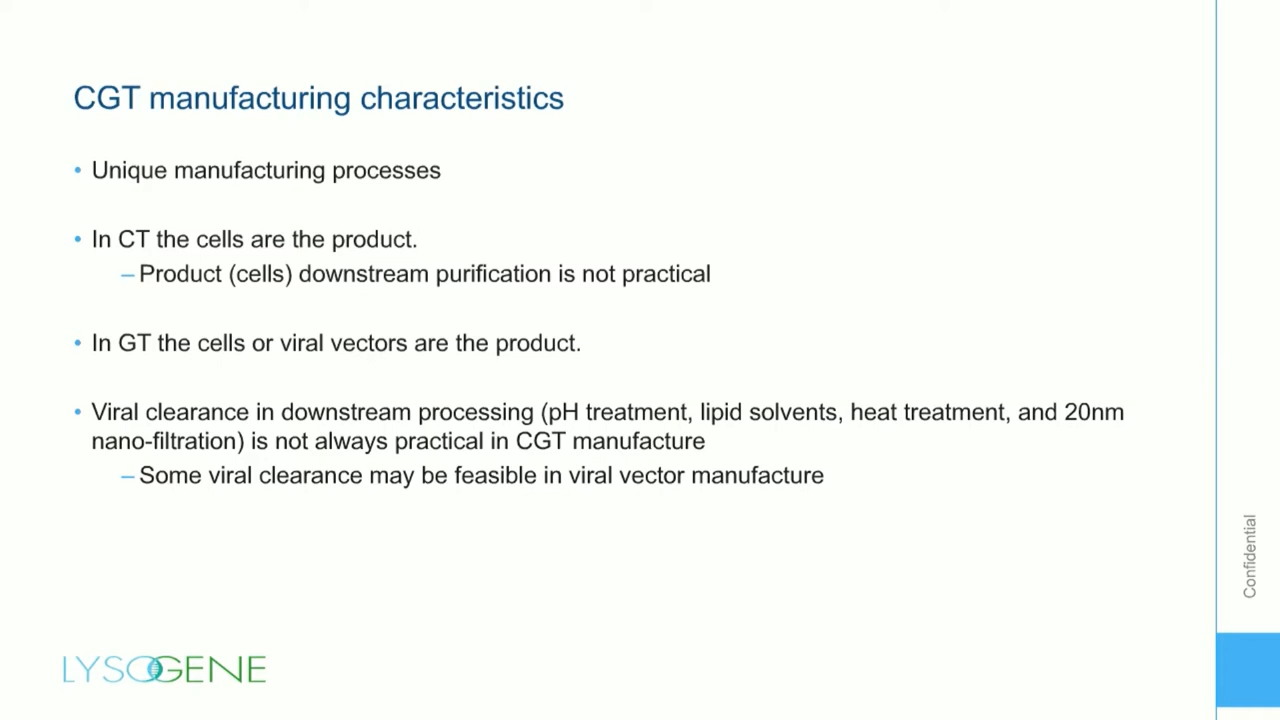 CGT manufacturing characteristics
• Unique manufacturing processes
• In CT the cells are the product.
– Product (cells) downstream purification is not practical
• In GT the cells or viral vectors are the product.
• Viral clearance in downstream processing (pH treatment, lipid solvents, heat treatment, and 20nm
nano-filtration) is not always practical in CGT manufacture
– Some viral clearance may be feasible in viral vector manufacture
Confidential
LYSOGENE